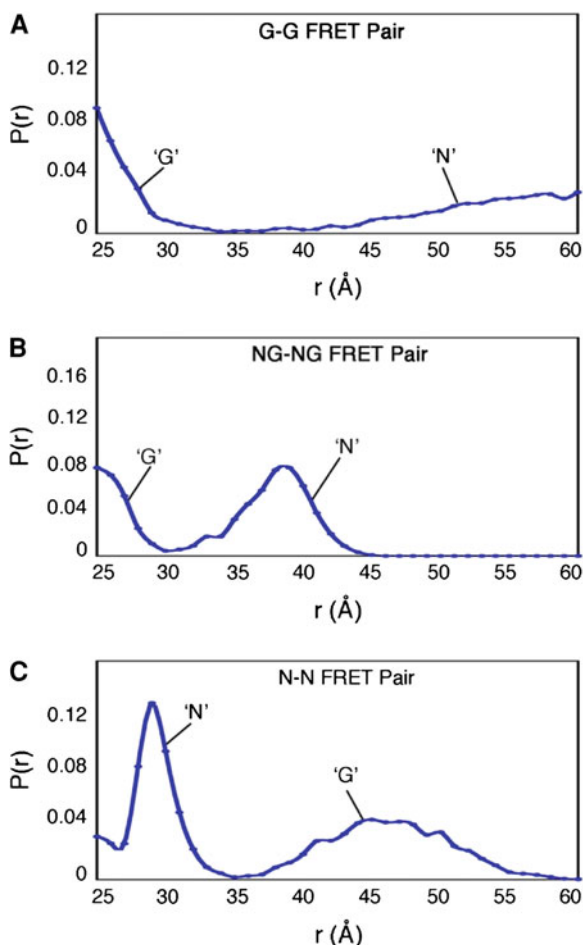 A
G-G FRET Pair
0.12
0.08
0.04
0
P(r)
'G'
'N'
25 30 35 40 45 50 55 60
r (Å)
B
NG-NG FRET Pair
0.16
0.12
0.08
0.04
0
P(r)
'G'
'N'
25 30 35 40 45 50 55 60
r (Å)
C
N-N FRET Pair
0.12
0.08
0.04
0
P(r)
'N'
'G'
25 30 35 40 45 50 55 60
r (Å)